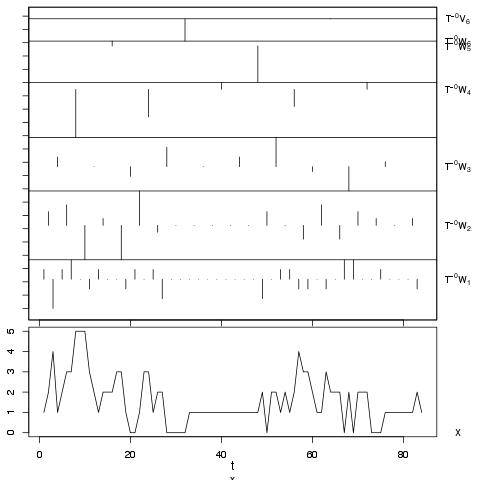 T⁻⁰V₆
T⁻⁰W₆
T⁻⁰W₅
T⁻⁰W₄
T⁻⁰W₃
T⁻⁰W₂
T⁻⁰W₁
5
4
3
2
1
0
X
0 20 40 60 80
t
x